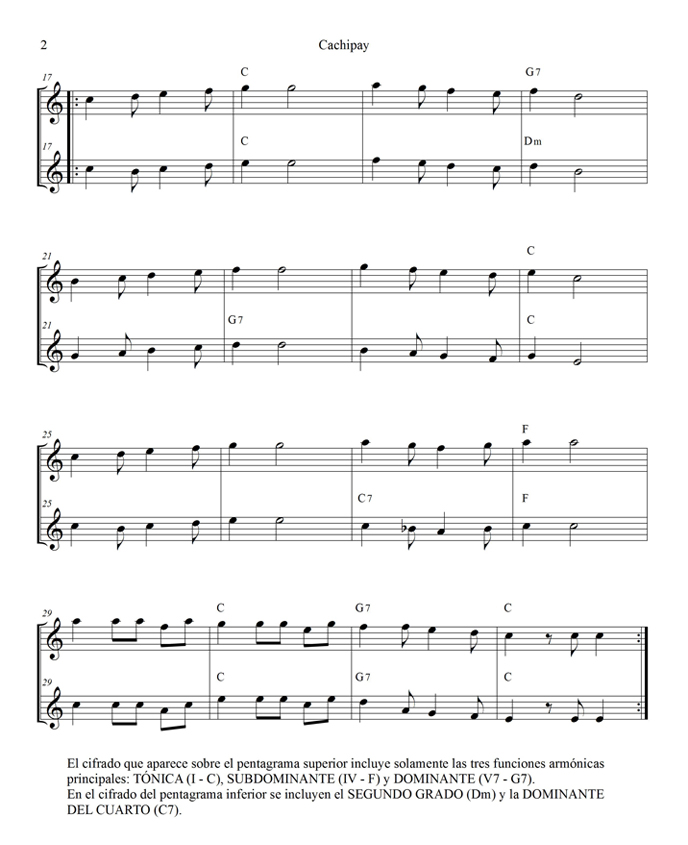 2
Cachipay
17
C
G7
17
C
Dm
21
C
21
G7
C
25
F
25
C7
F
29
C
G7
C
29
C
G7
C
El cifrado que aparece sobre el pentagrama superior incluye solamente las tres funciones armónicas
principales: TÓNICA (I - C), SUBDOMINANTE (IV - F) y DOMINANTE (V7 - G7).
En el cifrado del pentagrama inferior se incluyen el SEGUNDO GRADO (Dm) y la DOMINANTE
DEL CUARTO (C7).